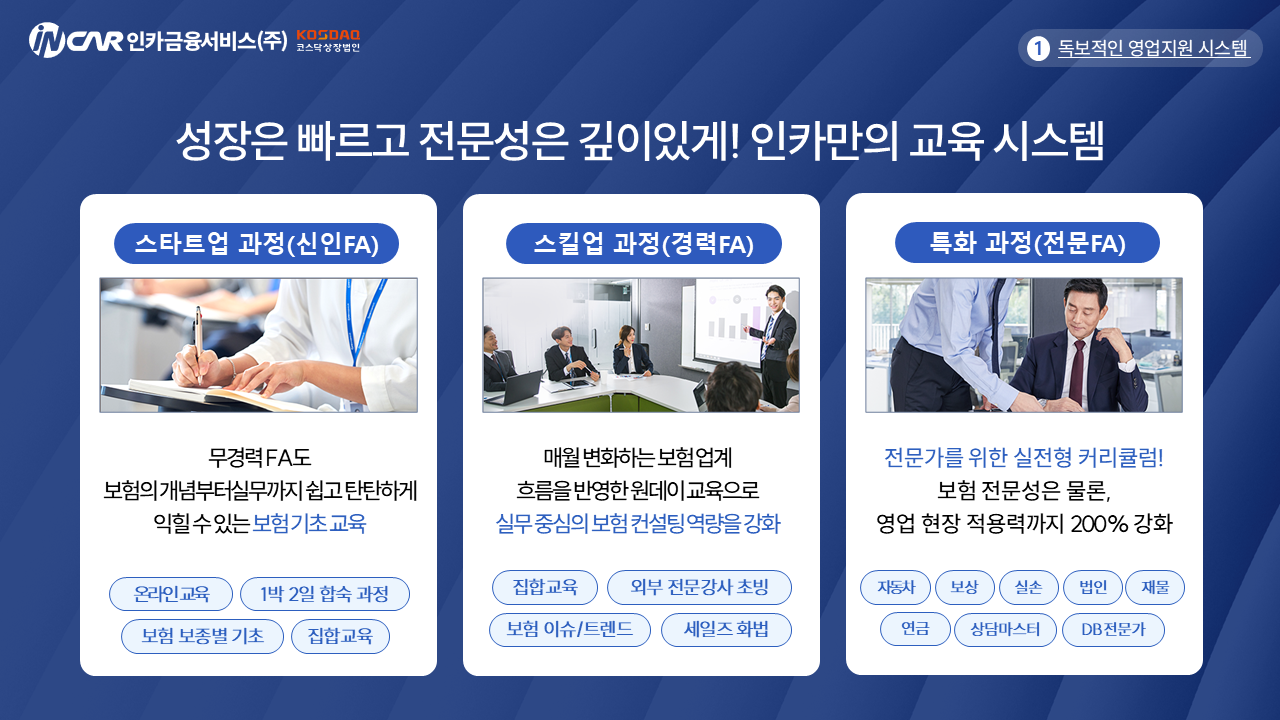 iNCAR 인카금융서비스(주) KOSDAQ 코스닥상장법인
1 독보적인 영업지원 시스템
성장은 빠르고 전문성은 깊이있게! 인카만의 교육 시스템
스타트업 과정(신인FA)
무경력 FA도
보험의 개념부터 실무까지 쉽고 탄탄하게
익힐 수 있는 보험 기초 교육
온라인교육 1박 2일 합숙 과정
보험 보종별 기초 집합교육
스킬업 과정(경력FA)
매월 변화하는 보험 업계
흐름을 반영한 원데이 교육으로
실무 중심의 보험 컨설팅 역량을 강화
집합교육 외부 전문강사 초빙
보험 이슈/트렌드 세일즈 화법
특화 과정(전문FA)
전문가를 위한 실전형 커리큘럼!
보험 전문성은 물론,
영업 현장 적용력까지 200% 강화
자동차 보상 실손 법인 재물
연금 상담마스터 DB전문가